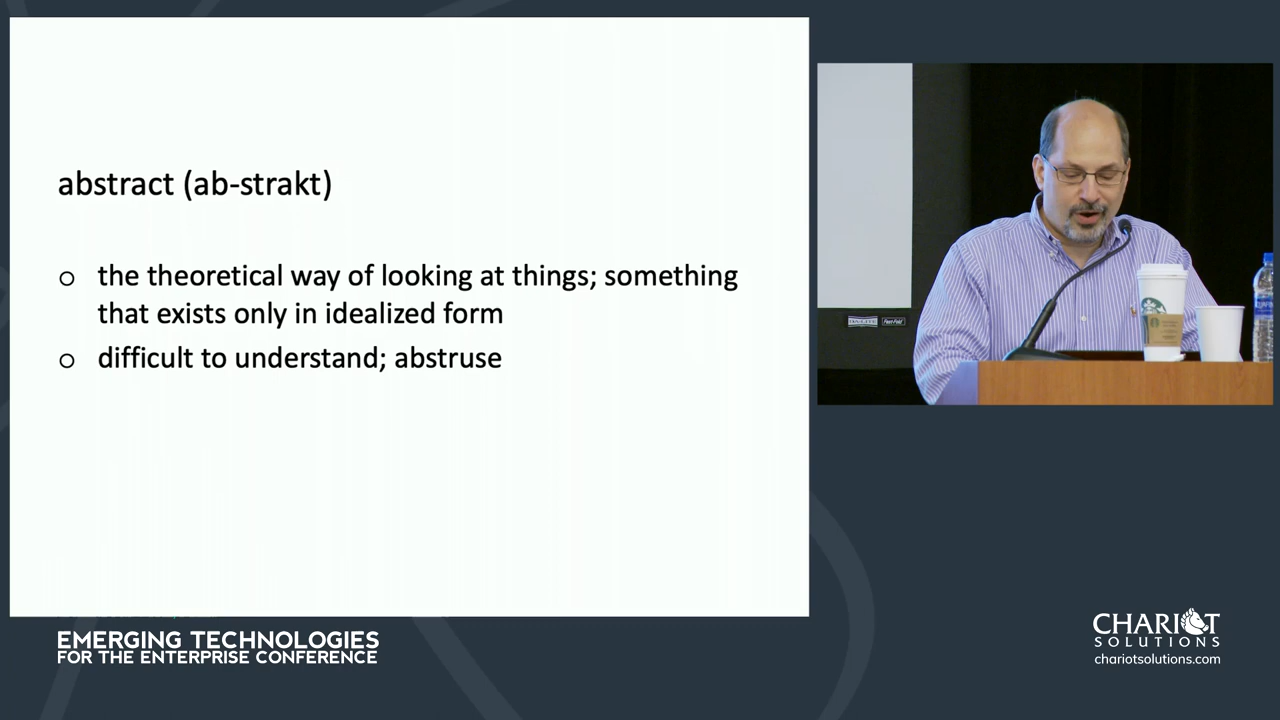 abstract (ab-strakt)
o the theoretical way of looking at things; something
that exists only in idealized form
o difficult to understand; abstruse
EMERGING TECHNOLOGIES
FOR THE ENTERPRISE CONFERENCE
CHARIOT
SOLUTIONS
chariotsolutions.com